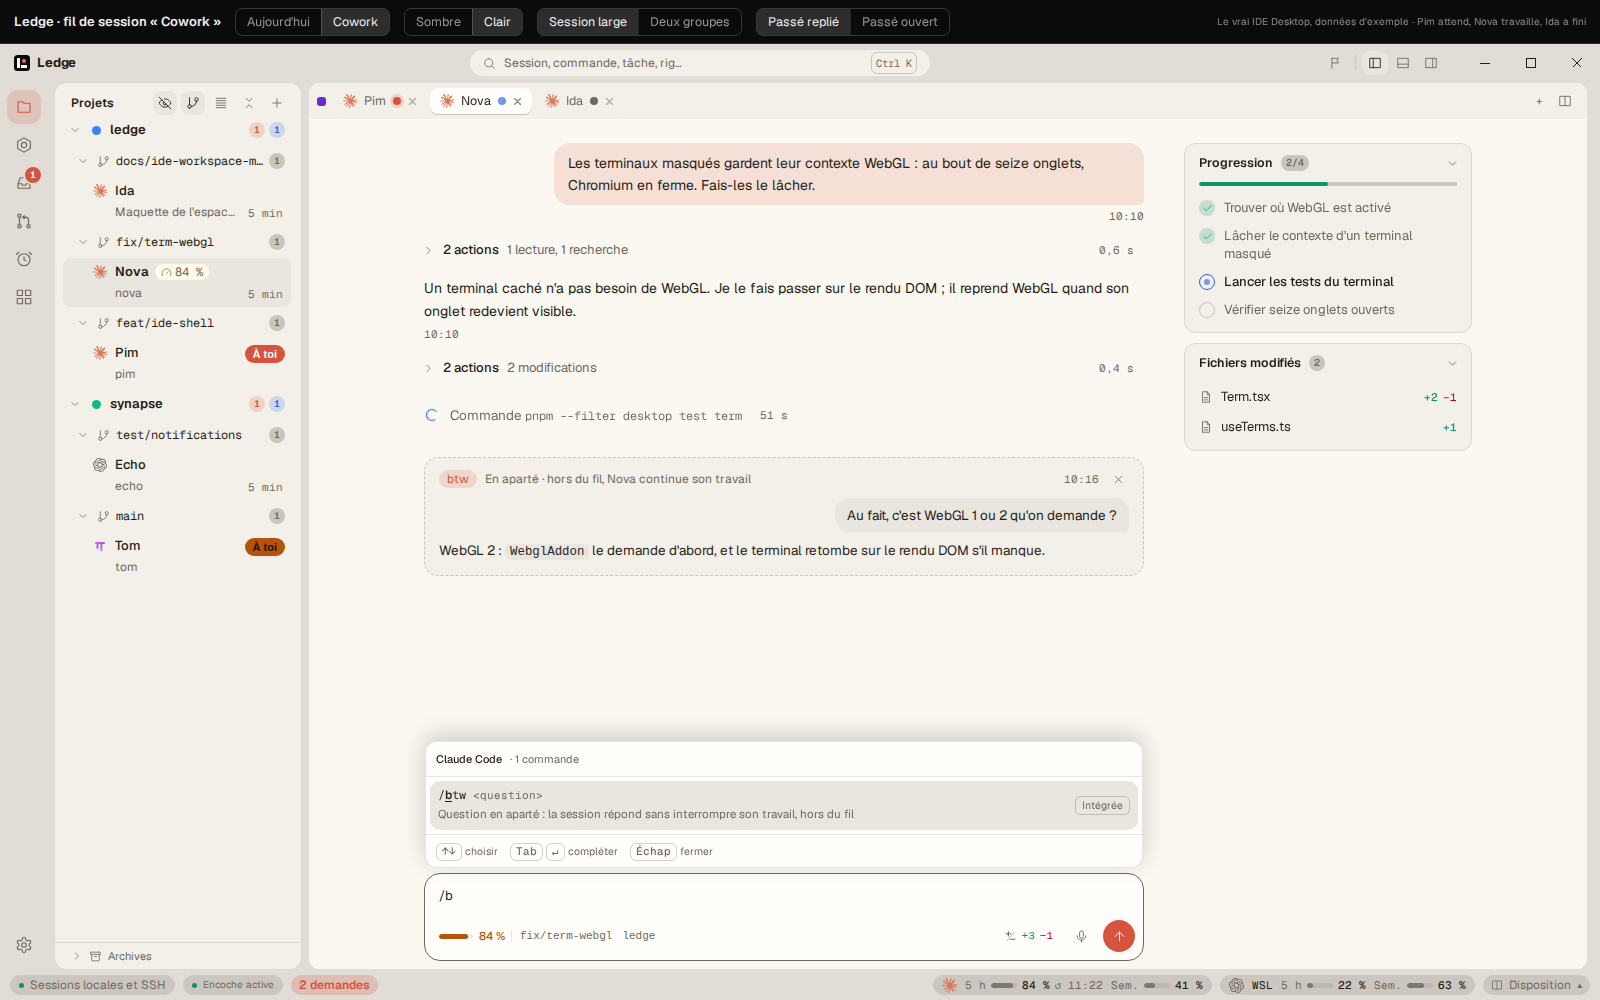 Ledge · fil de session « Cowork » Aujourd'hui Cowork Sombre Clair Session large Deux groupes Passé replié Passé ouvert Le vrai IDE Desktop, données d'exemple · Pim attend, Nova travaille, Ida a fini
Ledge Session, commande, tâche, rig… Ctrl K
Projets
Pim Nova Ida
ledge 1 1
docs/ide-workspace-m… 1
Ida
Maquette de l'espac… 5 min
fix/term-webgl 1
Nova 84 %
nova 5 min
feat/ide-shell 1
Pim À toi
pim
synapse 1 1
test/notifications 1
Echo
echo 5 min
main 1
Tom À toi
tom
Archives
1
Les terminaux masqués gardent leur contexte WebGL : au bout de seize onglets,
Chromium en ferme. Fais-les le lâcher.
10:10
2 actions 1 lecture, 1 recherche 0,6 s
Un terminal caché n'a pas besoin de WebGL. Je le fais passer sur le rendu DOM ; il reprend WebGL quand son
onglet redevient visible.
10:10
2 actions 2 modifications 0,4 s
Commande pnpm --filter desktop test term 51 s
btw En aparté · hors du fil, Nova continue son travail 10:16
Au fait, c'est WebGL 1 ou 2 qu'on demande ?
WebGL 2 : WebglAddon le demande d'abord, et le terminal retombe sur le rendu DOM s'il manque.
Claude Code · 1 commande
/btw <question>
Question en aparté : la session répond sans interrompre son travail, hors du fil
Intégrée
↑↓ choisir Tab ↵ compléter Échap fermer
/b
84 % fix/term-webgl ledge +3 −1
Progression 2/4
Trouver où WebGL est activé
Lâcher le contexte d'un terminal
masqué
Lancer les tests du terminal
Vérifier seize onglets ouverts
Fichiers modifiés 2
Term.tsx +2 −1
useTerms.ts +1
Sessions locales et SSH Encoche active 2 demandes 5 h 84 % ↺ 11:22 Sem. 41 % WSL 5 h 22 % Sem. 63 % Disposition